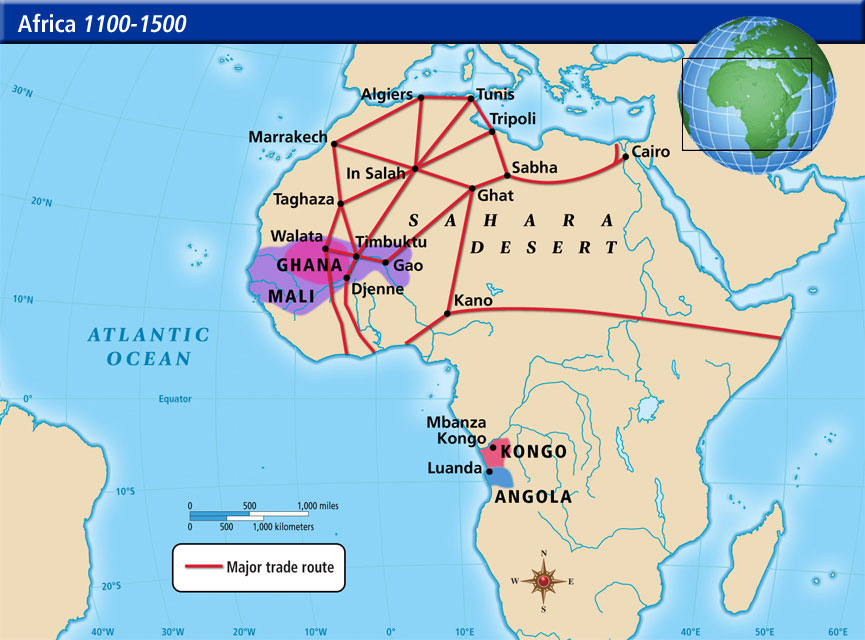 Africa 1100-1500
30°N
Algiers
Tunis
Tripoli
Marrakech
Cairo
In Salah
Sabha
Ghat
Taghaza
20°N
SAHARA
DESERT
Walata
Timbuktu
GHANA
Gao
Djenne
MALI
10°N
Kano
ATLANTIC
OCEAN
0°
Equator
Mbanza
Kongo
KONGO
Luanda
ANGOLA
10°S
0 500 1,000 miles
0 500 1,000 kilometers
Major trade route
N
W E
S
20°S
40°W 30°W 20°W 10°W 0° 10°E 40°E 50°E 60°E